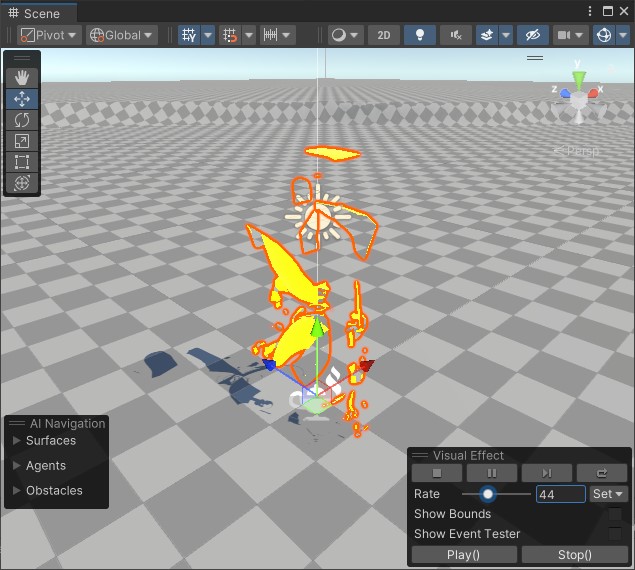 Scene
Pivot
Global
2D
y
z
x
Persp
AI Navigation
Surfaces
Agents
Obstacles
Visual Effect
Rate
44
Set
Show Bounds
Show Event Tester
Play()
Stop()